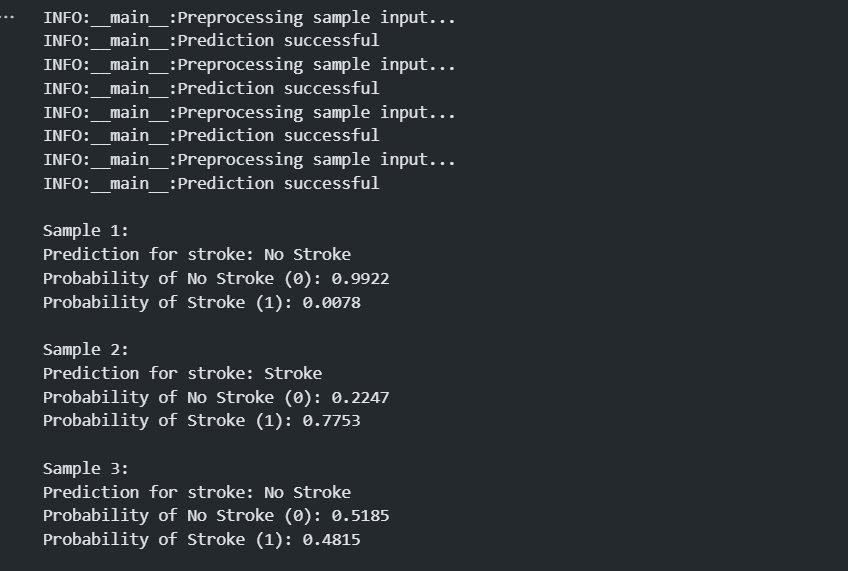 INFO:__main__:Preprocessing sample input...
INFO:__main__:Prediction successful
INFO:__main__:Preprocessing sample input...
INFO:__main__:Prediction successful
INFO:__main__:Preprocessing sample input...
INFO:__main__:Prediction successful
INFO:__main__:Preprocessing sample input...
INFO:__main__:Prediction successful
Sample 1:
Prediction for stroke: No Stroke
Probability of No Stroke (0): 0.9922
Probability of Stroke (1): 0.0078
Sample 2:
Prediction for stroke: Stroke
Probability of No Stroke (0): 0.2247
Probability of Stroke (1): 0.7753
Sample 3:
Prediction for stroke: No Stroke
Probability of No Stroke (0): 0.5185
Probability of Stroke (1): 0.4815